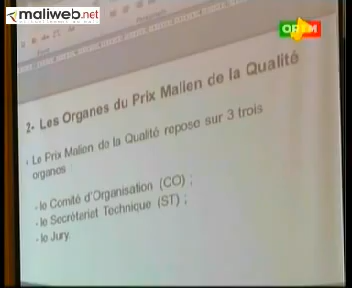 maliweb.net
ORTM
2- Les Organes du Prix Malien de la Qualité
- Le Prix Malien de la Qualité repose sur 3 trois
organes
- le Comité d'Organisation (CO) ;
- le Secrétariat Technique (ST) ;
- le Jury.